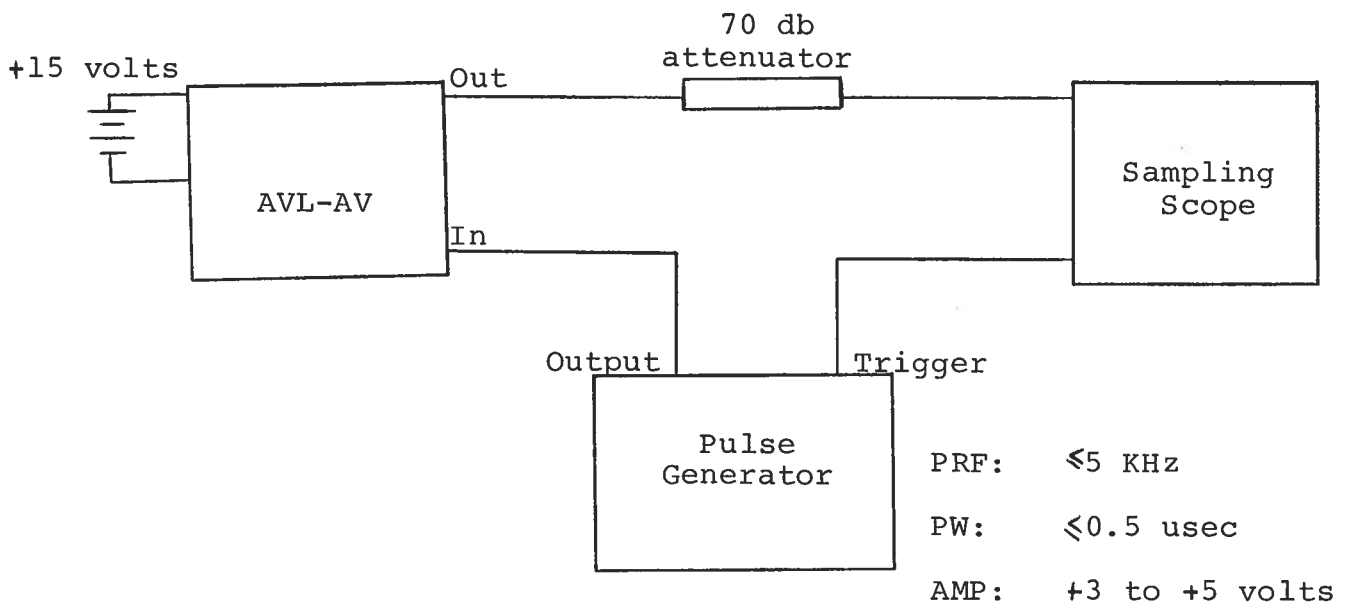 70 db
attenuator
+15 volts
Out
AVL-AV
In
Sampling
Scope
Output
Trigger
Pulse
Generator
PRF: ≤5 KHz
PW: ≤0.5 usec
AMP: +3 to +5 volts